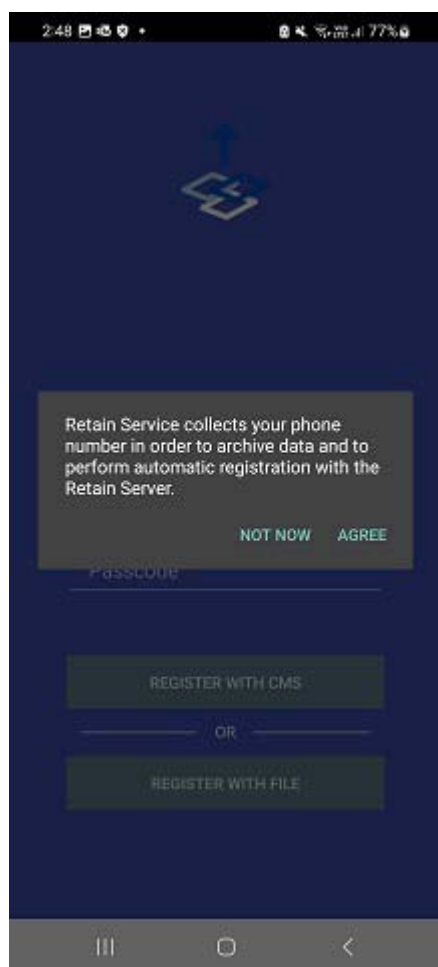 2:48
77%
Retain Service collects your phone
number in order to archive data and to
perform automatic registration with the
Retain Server.
NOT NOW AGREE
Passcode
REGISTER WITH CMS
OR
REGISTER WITH FILE